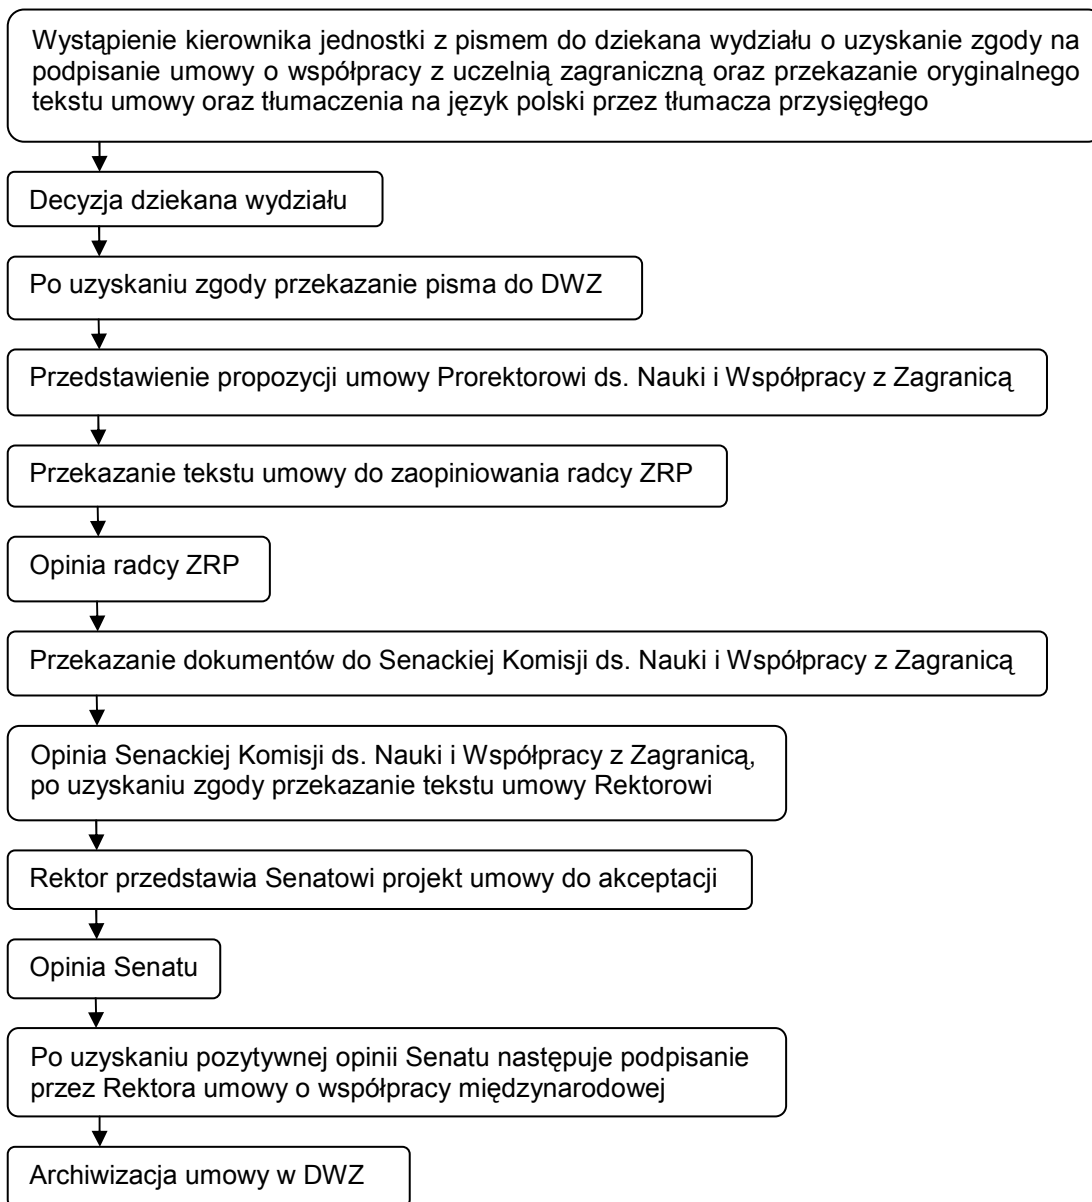 Wystąpienie kierownika jednostki z pismem do dziekana wydziału o uzyskanie zgody na
podpisanie umowy o współpracy z uczelnią zagraniczną oraz przekazanie oryginalnego
tekstu umowy oraz tłumaczenia na język polski przez tłumacza przysięgłego
Decyzja dziekana wydziału
Po uzyskaniu zgody przekazanie pisma do DWZ
Przedstawienie propozycji umowy Prorektorowi ds. Nauki i Współpracy z Zagranicą
Przekazanie tekstu umowy do zaopiniowania radcy ZRP
Opinia radcy ZRP
Przekazanie dokumentów do Senackiej Komisji ds. Nauki i Współpracy z Zagranicą
Opinia Senackiej Komisji ds. Nauki i Współpracy z Zagranicą,
po uzyskaniu zgody przekazanie tekstu umowy Rektorowi
Rektor przedstawia Senatowi projekt umowy do akceptacji
Opinia Senatu
Po uzyskaniu pozytywnej opinii Senatu następuje podpisanie
przez Rektora umowy o współpracy międzynarodowej
Archiwizacja umowy w DWZ